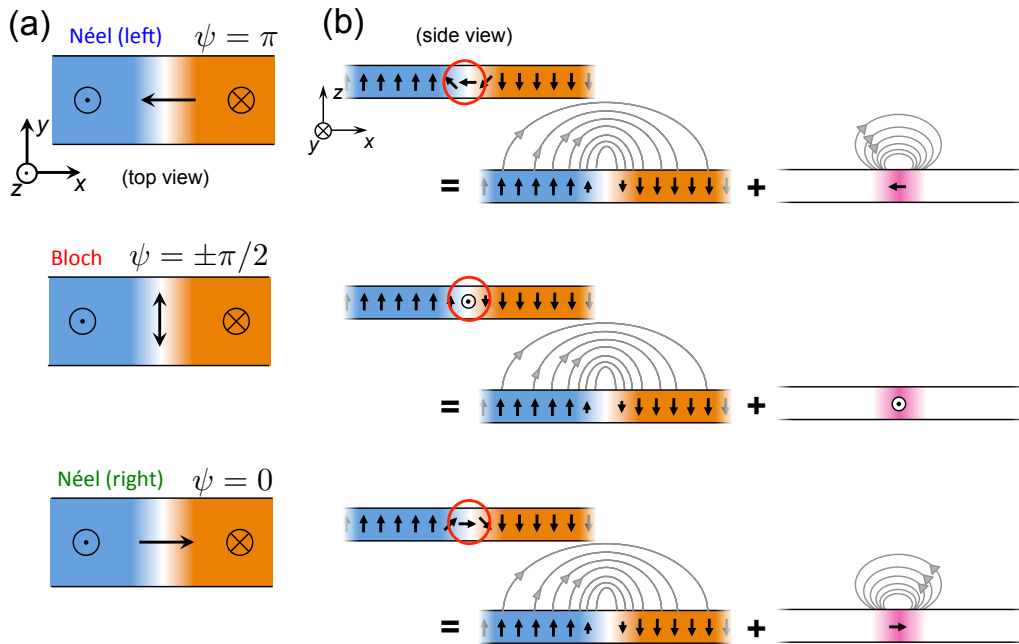 (a)
Néel (left) ψ = π
y
z
x
(top view)
Bloch ψ = ±π/2
Néel (right) ψ = 0
(b)
(side view)
z
y
x
= +
= +
= +